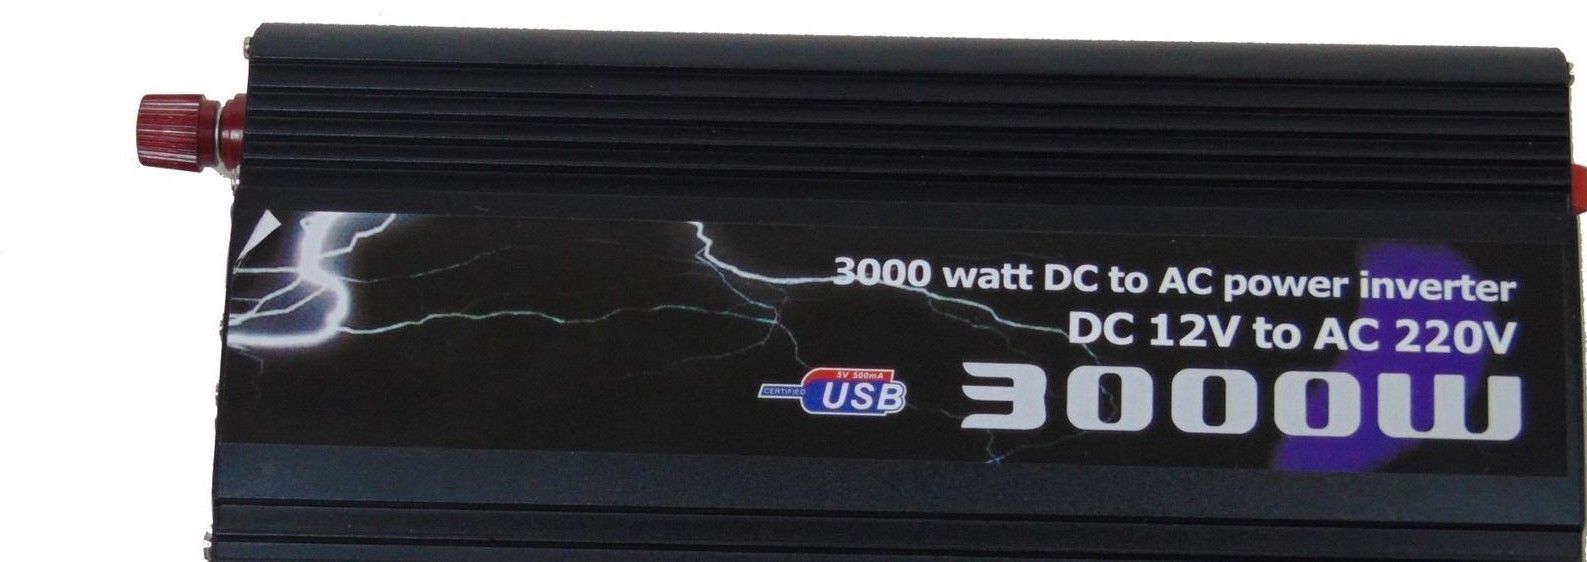 3000 watt DC to AC power inverter
DC 12V to AC 220V
5V 500mA
CERTIFIED USB
3000W